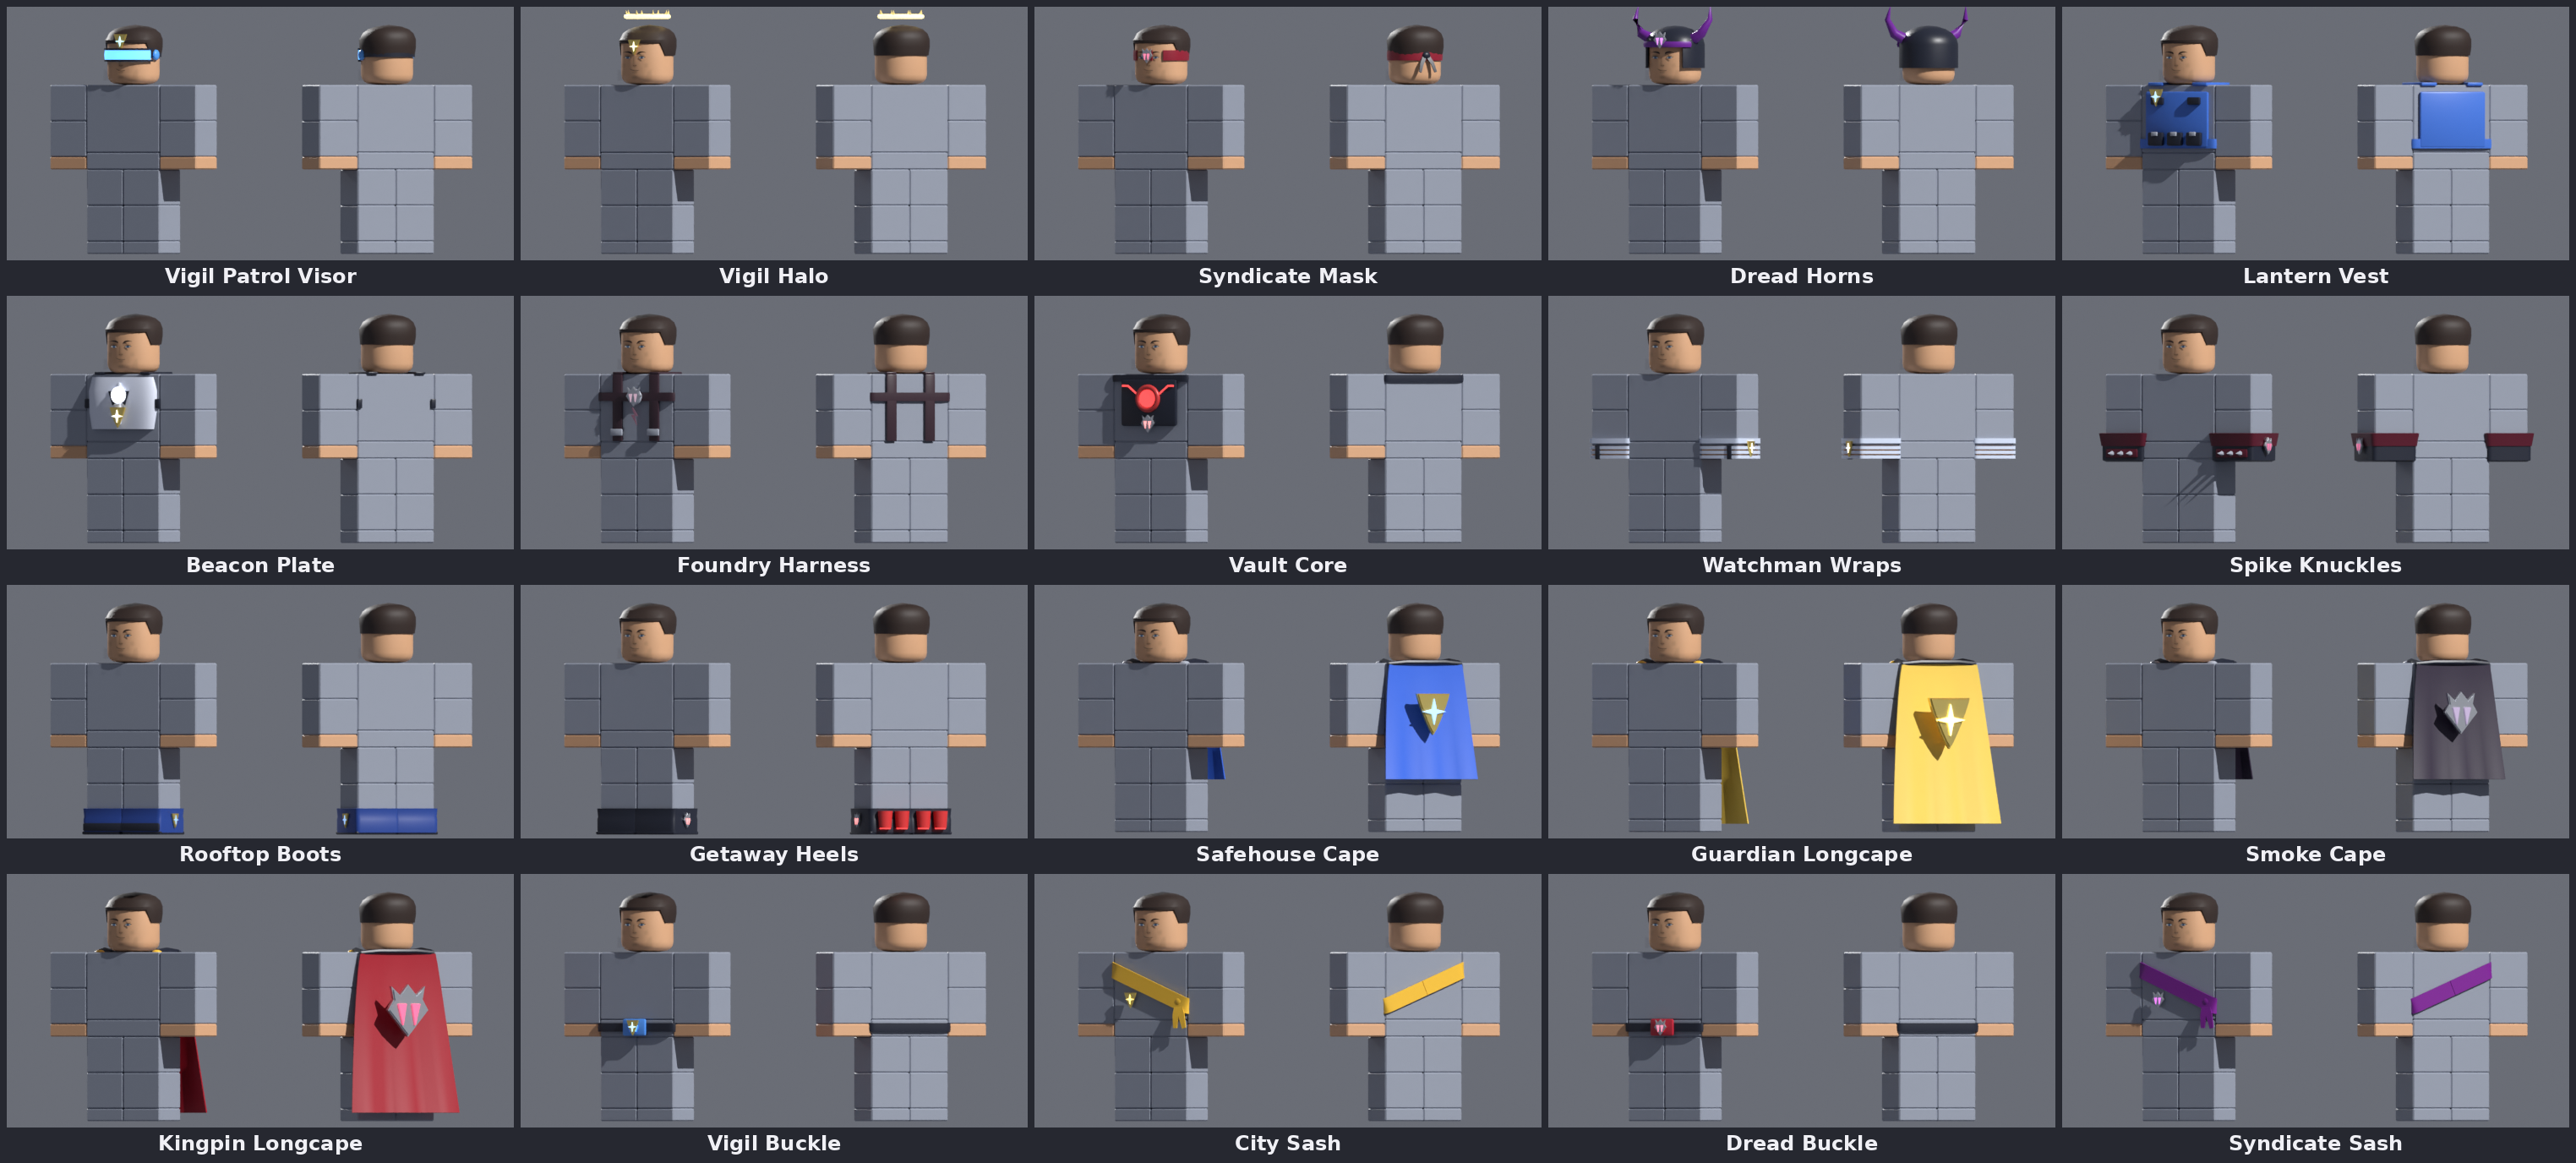 Vigil Patrol Visor
Vigil Halo
Syndicate Mask
Dread Horns
Lantern Vest
Beacon Plate
Foundry Harness
Vault Core
Watchman Wraps
Spike Knuckles
Rooftop Boots
Getaway Heels
Safehouse Cape
Guardian Longcape
Smoke Cape
Kingpin Longcape
Vigil Buckle
City Sash
Dread Buckle
Syndicate Sash